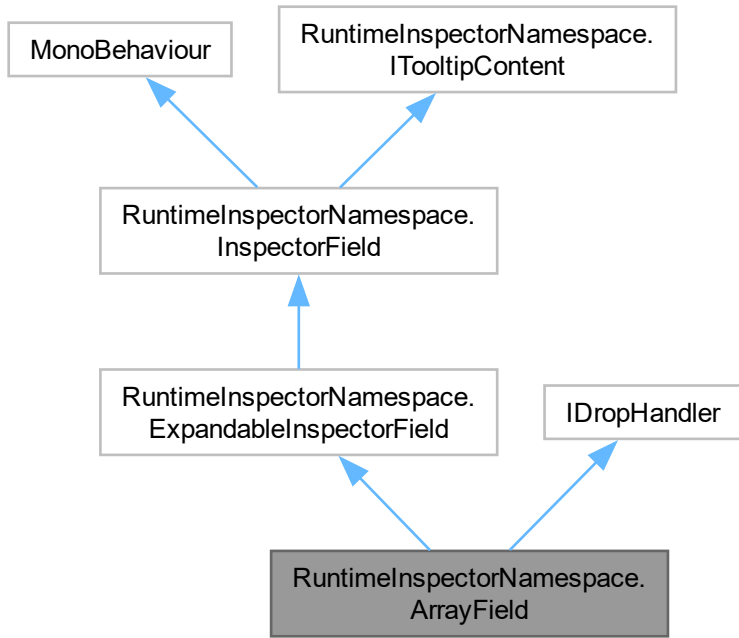 MonoBehaviour
RuntimeInspectorNamespace.
ITooltipContent
RuntimeInspectorNamespace.
InspectorField
RuntimeInspectorNamespace.
ExpandableInspectorField
IDropHandler
RuntimeInspectorNamespace.
ArrayField